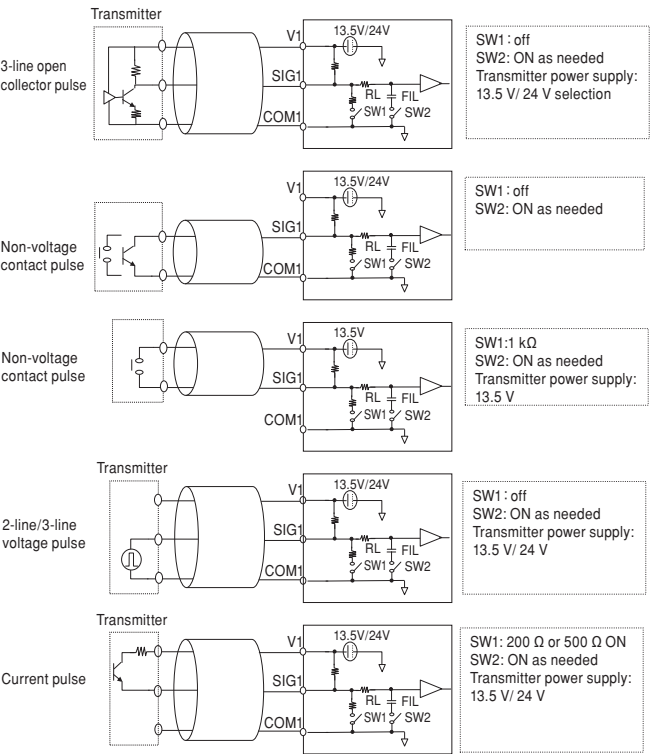 Transmitter
3-line open
collector pulse
V1
SIG1
COM1
13.5V/24V
RL
FIL
SW1
SW2
SW1：off
SW2: ON as needed
Transmitter power supply:
13.5 V/ 24 V selection
Non-voltage
contact pulse
V1
SIG1
COM1
13.5V/24V
RL
FIL
SW1
SW2
SW1：off
SW2: ON as needed
Non-voltage
contact pulse
V1
SIG1
COM1
13.5V
RL
FIL
SW1
SW2
SW1:1 kΩ
SW2: ON as needed
Transmitter power supply:
13.5 V
Transmitter
2-line/3-line
voltage pulse
V1
SIG1
COM1
13.5V/24V
RL
FIL
SW1
SW2
SW1：off
SW2: ON as needed
Transmitter power supply:
13.5 V/ 24 V
Transmitter
Current pulse
V1
SIG1
COM1
13.5V/24V
RL
FIL
SW1
SW2
SW1: 200 Ω or 500 Ω ON
SW2: ON as needed
Transmitter power supply:
13.5 V/ 24 V